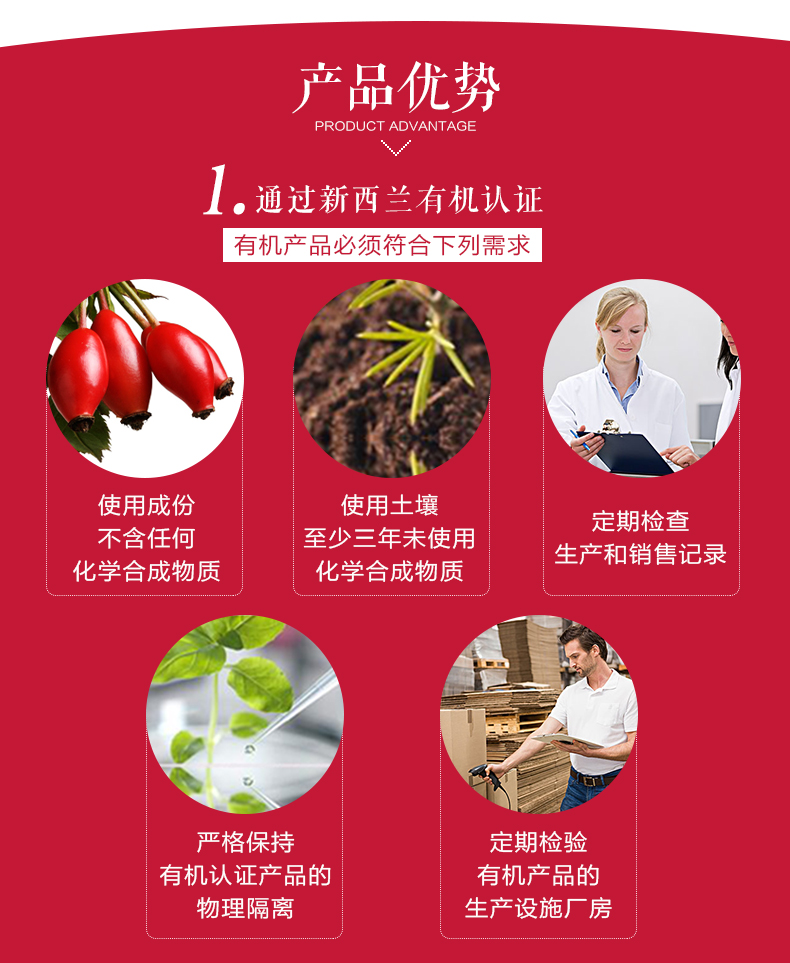 产品优势
PRODUCT ADVANTAGE
1.通过新西兰有机认证
有机产品必须符合下列需求
使用成份
不含任何
化学合成物质
使用土壤
至少三年未使用
化学合成物质
定期检查
生产和销售记录
严格保持
有机认证产品的
物理隔离
定期检验
有机产品的
生产设施厂房